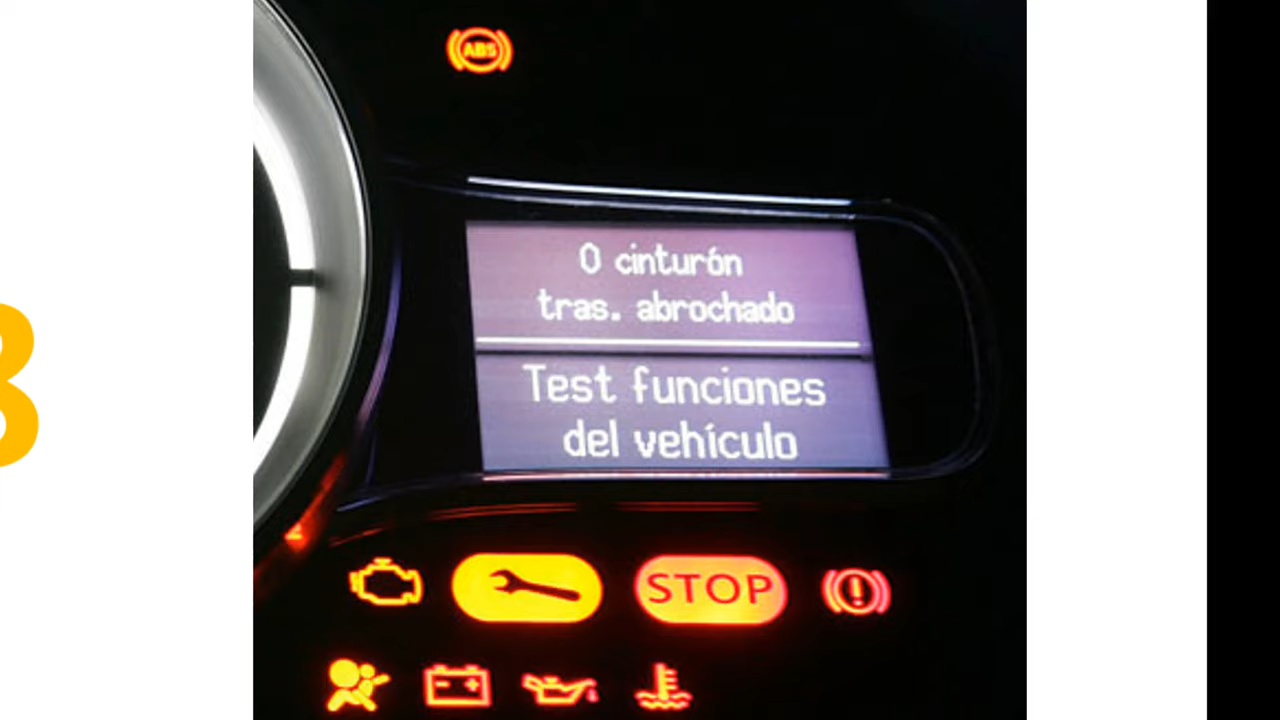 ABS
0 cinturón
tras. abrochado
Test funciones
del vehículo
STOP